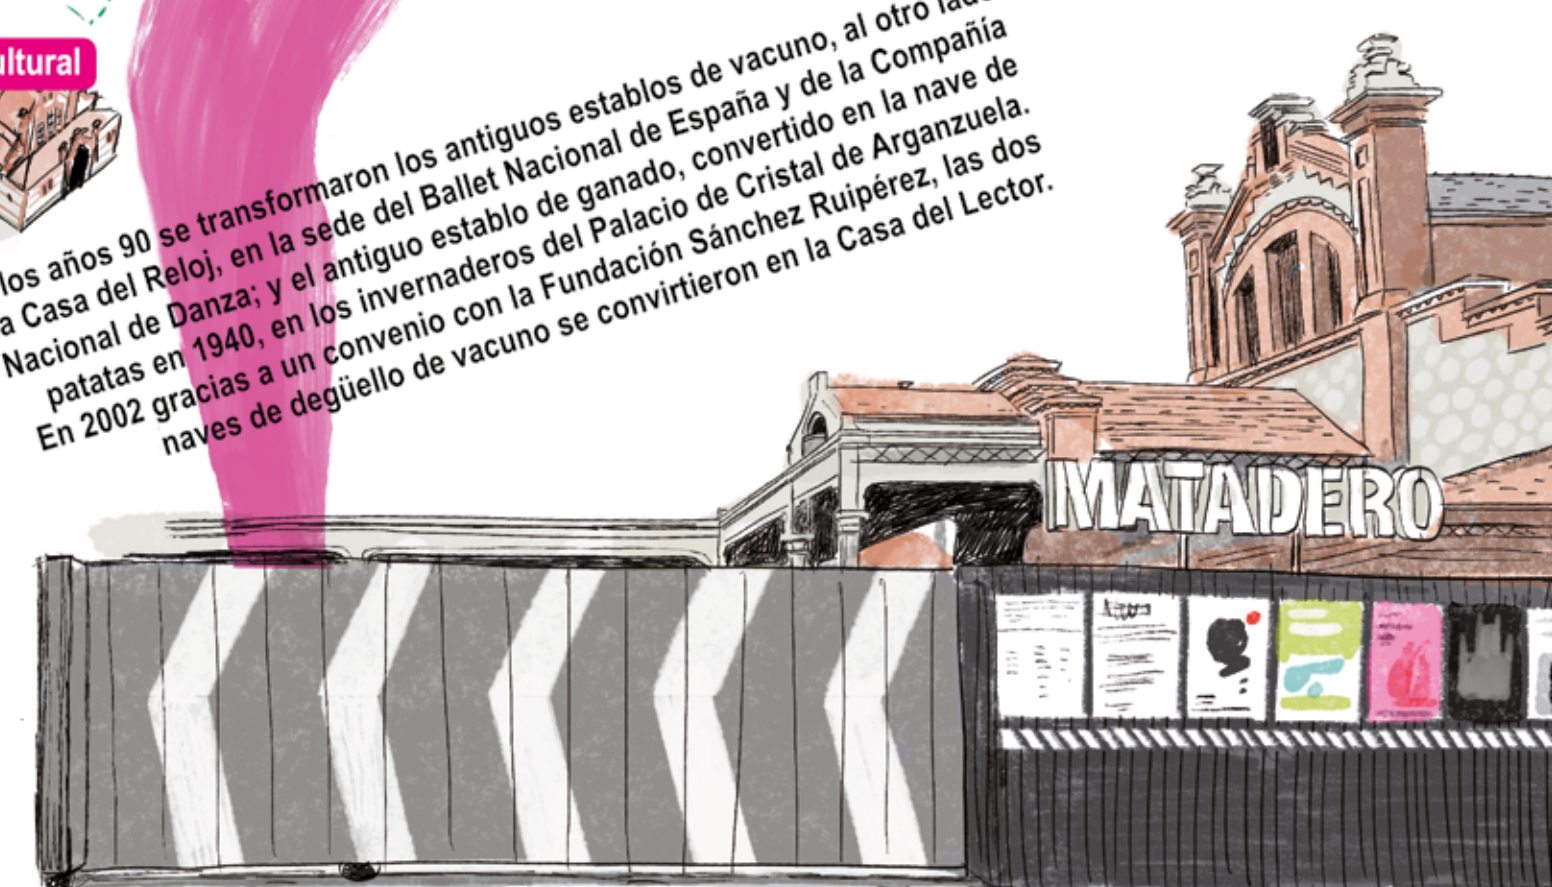 ultural
los años 90 se transformaron los antiguos establos de vacuno, al otro lado
a Casa del Reloj, en la sede del Ballet Nacional de España y de la Compañía
Nacional de Danza; y el antiguo establo de ganado, convertido en la nave de
patatas en 1940, en los invernaderos del Palacio de Cristal de Arganzuela.
En 2002 gracias a un convenio con la Fundación Sánchez Ruipérez, las dos
naves de degüello de vacuno se convirtieron en la Casa del Lector.
MATADERO